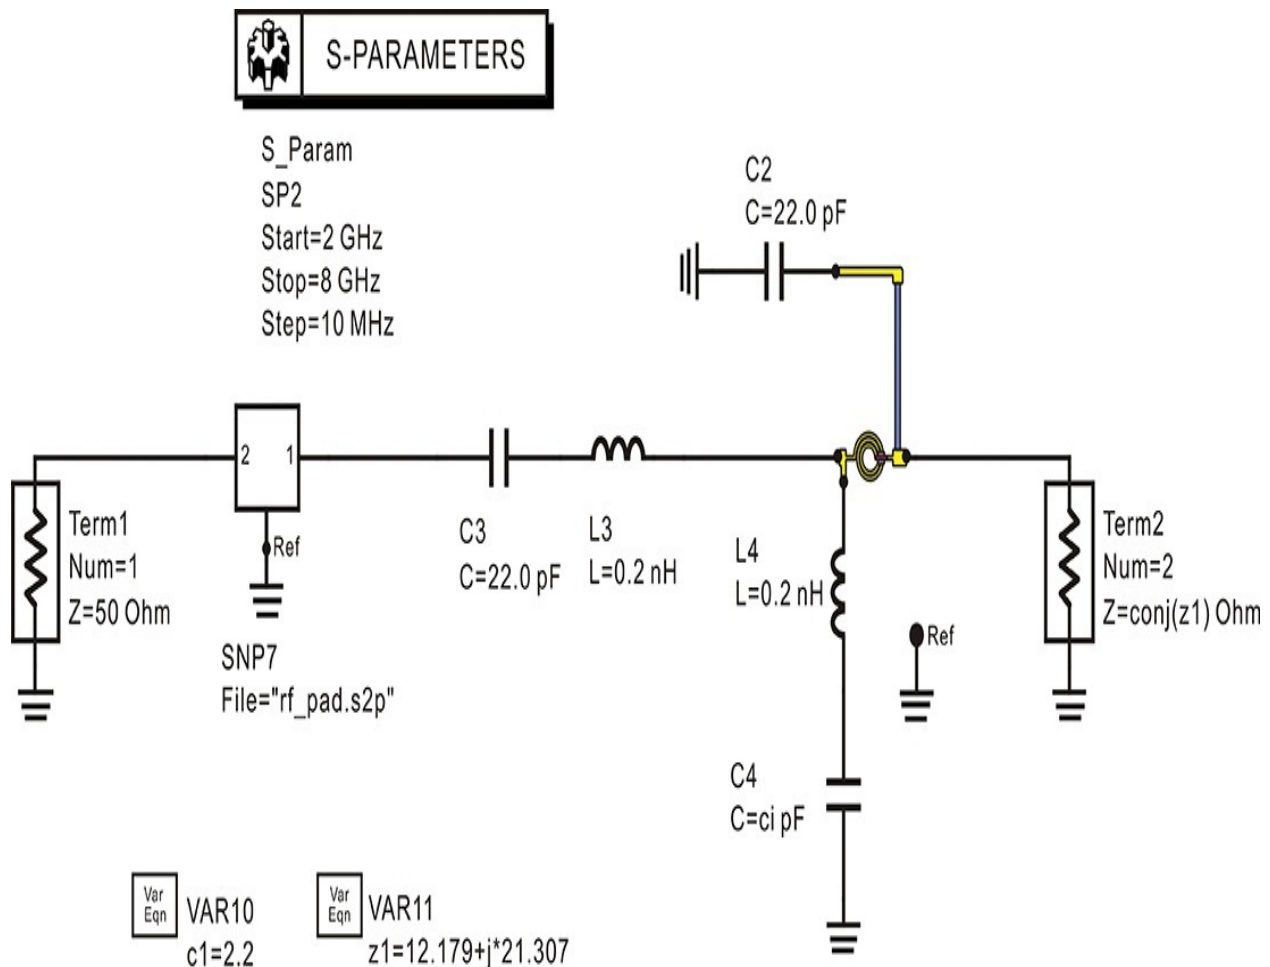 S-PARAMETERS
S_Param
SP2
Start=2 GHz
Stop=8 GHz
Step=10 MHz
C2
C=22.0 pF
2
1
Ref
Term1
Num=1
Z=50 Ohm
SNP7
File="rf_pad.s2p"
C3
C=22.0 pF
L3
L=0.2 nH
L4
L=0.2 nH
Ref
Term2
Num=2
Z=conj(z1) Ohm
C4
C=ci pF
Var
Eqn
VAR10
c1=2.2
Var
Eqn
VAR11
z1=12.179+j*21.307